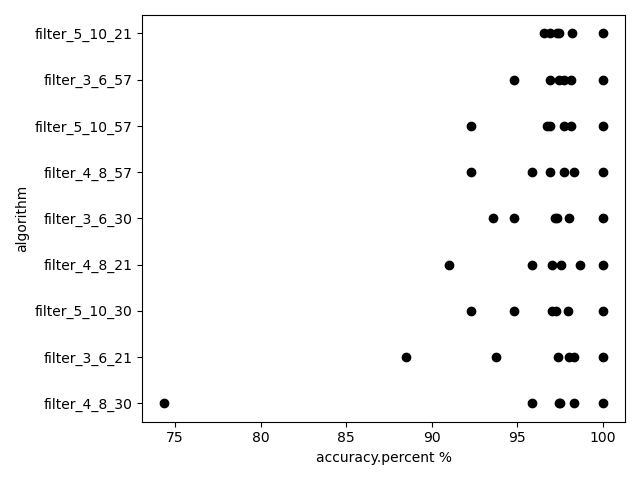 filter_5_10_21
filter_3_6_57
filter_5_10_57
filter_4_8_57
filter_3_6_30
filter_4_8_21
filter_5_10_30
filter_3_6_21
filter_4_8_30
algorithm
75 80 85 90 95 100
accuracy.percent %